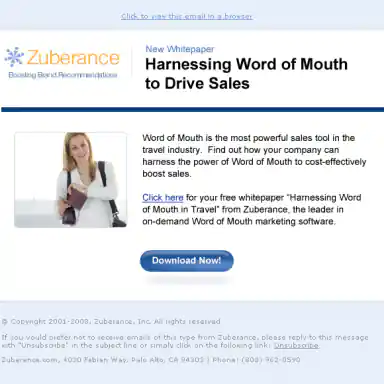 Click to view this email in a browser
Zuberance
Boosting Brand Recommendations
New Whitepaper
Harnessing Word of Mouth
to Drive Sales
Word of Mouth is the most powerful sales tool in the
travel industry. Find out how your company can
harness the power of Word of Mouth to cost-effectively
boost sales.
Click here for your free whitepaper “Harnessing Word
of Mouth in Travel” from Zuberance, the leader in
on-demand Word of Mouth marketing software.
Download Now!
© Copyright 2001-2008, Zuberance, Inc. All rights reserved
If you would prefer not to receive emails of this type from Zuberance, please reply to this message
with "Unsubscribe" in the subject line or simply click on the following link: Unsubscribe
Zuberance.com, 4020 Fabian Way, Palo Alto, CA 94303 | Phone: